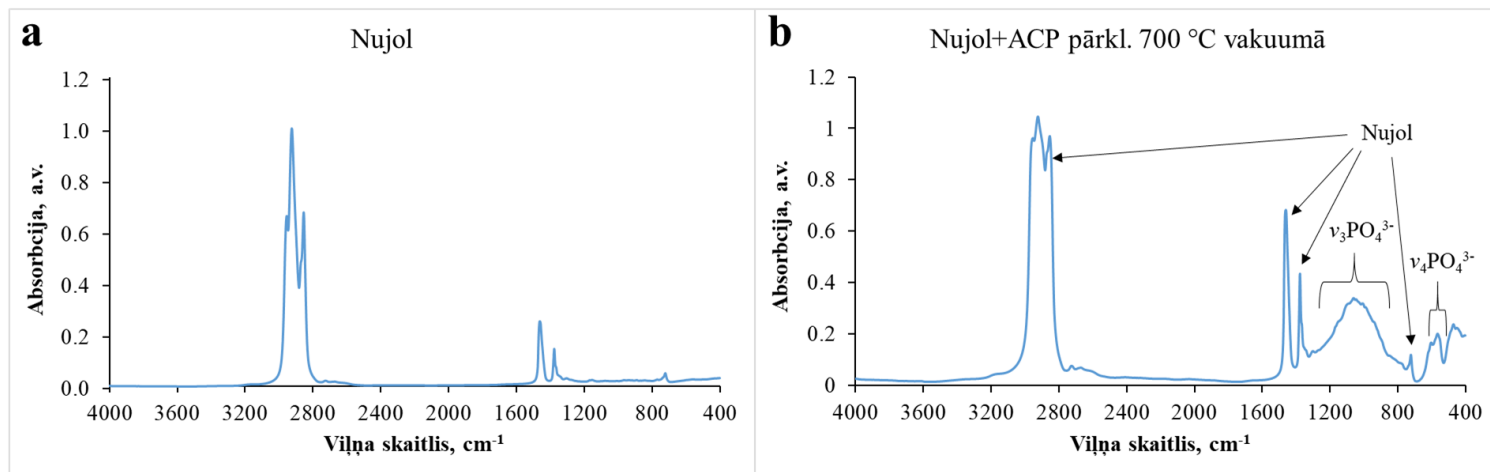 a
Nujol
1.2
1.0
0.8
0.6
0.4
0.2
0.0
Absorbcija, a.v.
4000 3600 3200 2800 2400 2000 1600 1200 800 400
Viļņa skaitlis, cm-1
b
Nujol+ACP pārkl. 700 °C vakuumā
1.2
1
0.8
0.6
0.4
0.2
0
Absorbcija, a.v.
Nujol
ν3PO43-
ν4PO43-
4000 3600 3200 2800 2400 2000 1600 1200 800 400
Viļņa skaitlis, cm-1